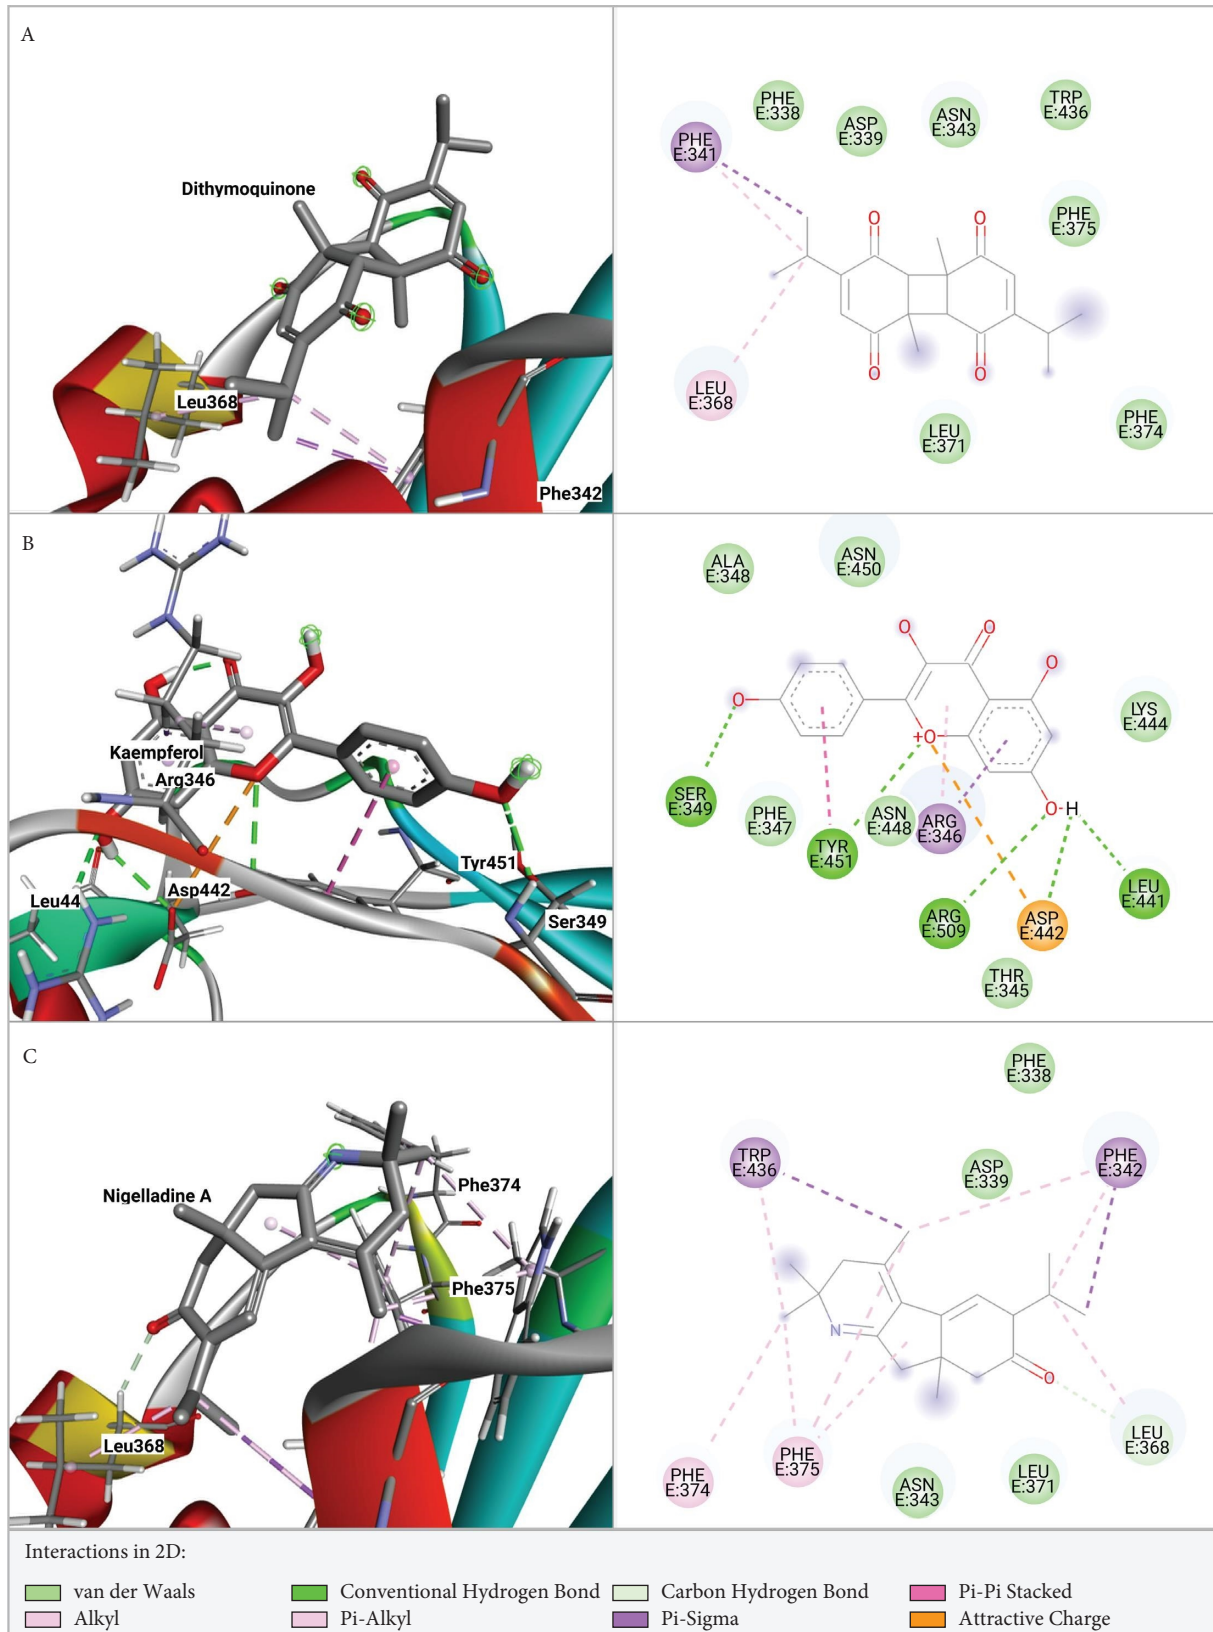 A
Dithymoquinone
Leu368
Phe342
PHE
E:338
ASP
E:339
ASN
E:343
TRP
E:436
PHE
E:341
PHE
E:375
O
O
O
O
LEU
E:368
LEU
E:371
PHE
E:374
B
Kaempferol
Arg346
Tyr451
Leu44
Asp442
Ser349
ALA
E:348
ASN
E:450
O
O
O
O
+O
O-H
LYS
E:444
SER
E:349
PHE
E:347
TYR
E:451
ASN
E:448
ARG
E:346
ARG
E:509
ASP
E:442
LEU
E:441
THR
E:345
C
Nigelladine A
Phe374
Phe375
Leu368
PHE
E:338
TRP
E:436
ASP
E:339
PHE
E:342
N
O
LEU
E:368
PHE
E:374
PHE
E:375
ASN
E:343
LEU
E:371
Interactions in 2D:
van der Waals
Conventional Hydrogen Bond
Carbon Hydrogen Bond
Pi-Pi Stacked
Alkyl
Pi-Alkyl
Pi-Sigma
Attractive Charge